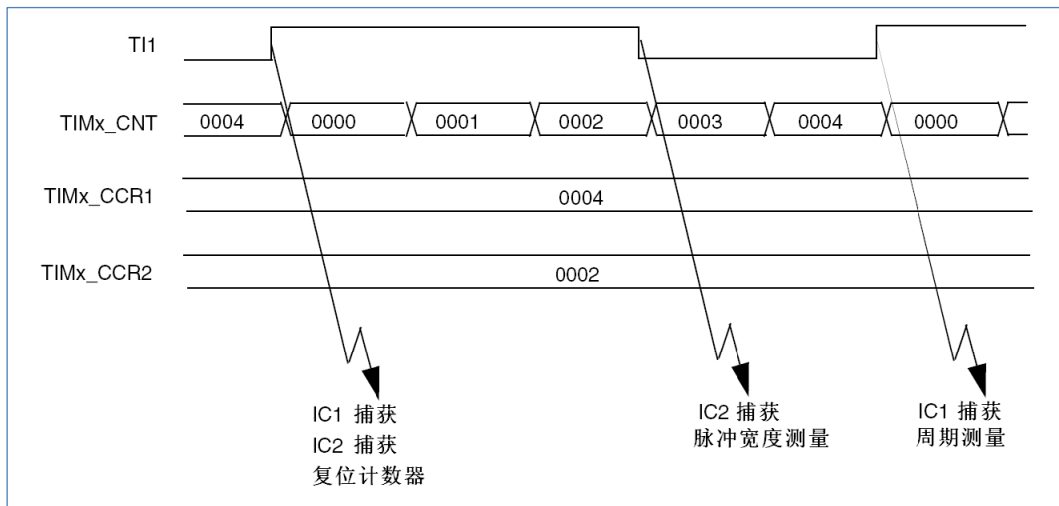 TI1
TIMx_CNT 0004 0000 0001 0002 0003 0004 0000
TIMx_CCR1 0004
TIMx_CCR2 0002
IC1 捕获
IC2 捕获
复位计数器
IC2 捕获
脉冲宽度测量
IC1 捕获
周期测量